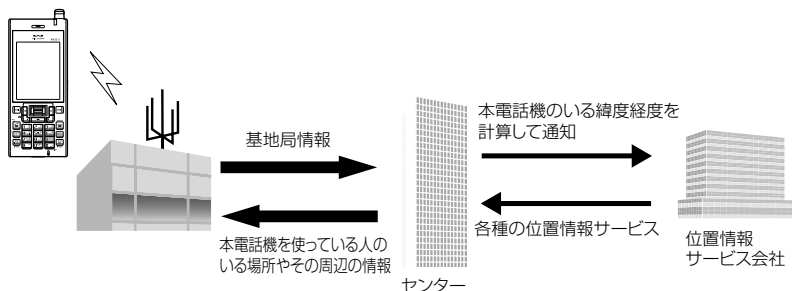 基地局情報
本電話機を使っている人の
いる場所やその周辺の情報
センター
本電話機のいる緯度経度を
計算して通知
各種の位置情報サービス
位置情報
サービス会社